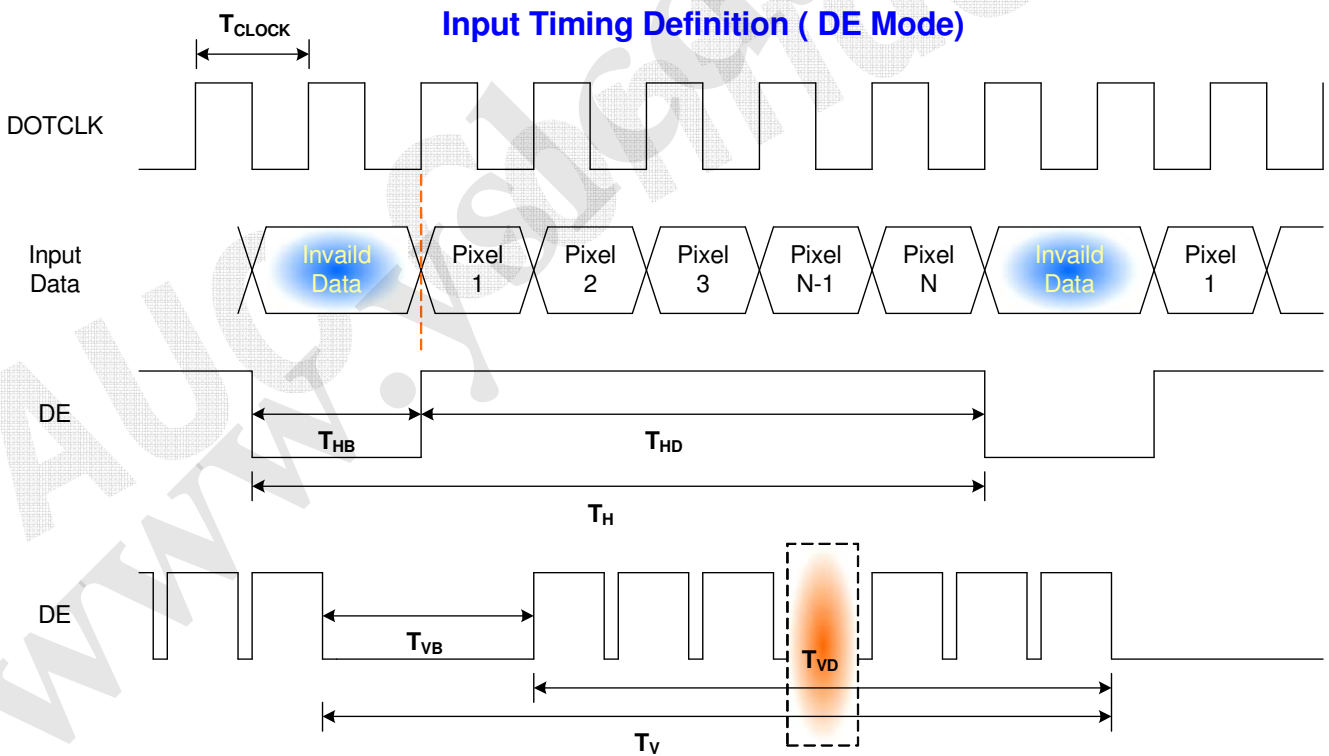 Input Timing Definition ( DE Mode)
TCLOCK
DOTCLK
Input
Data
Invaild
Data
Pixel
1
Pixel
2
Pixel
3
Pixel
N-1
Pixel
N
Invaild
Data
Pixel
1
DE
THB
THD
TH
DE
TVB
TVD
TV